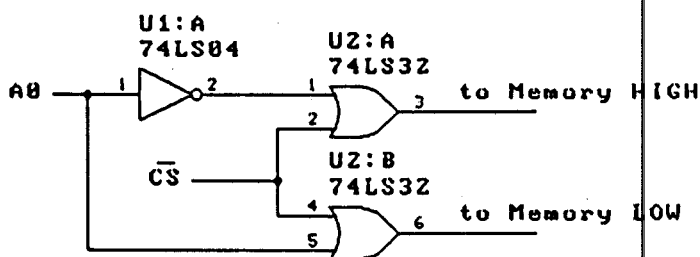 U1:A
74LS04
U2:A
74LS32
A0
1
2
1
2
3
to Memory HIGH
C̅S̅
U2:B
74LS32
4
5
6
to Memory LOW